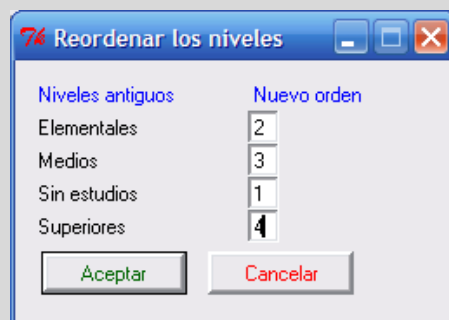 Reordenar los niveles
Niveles antiguos Nuevo orden
Elementales 2
Medios 3
Sin estudios 1
Superiores 4
Aceptar Cancelar